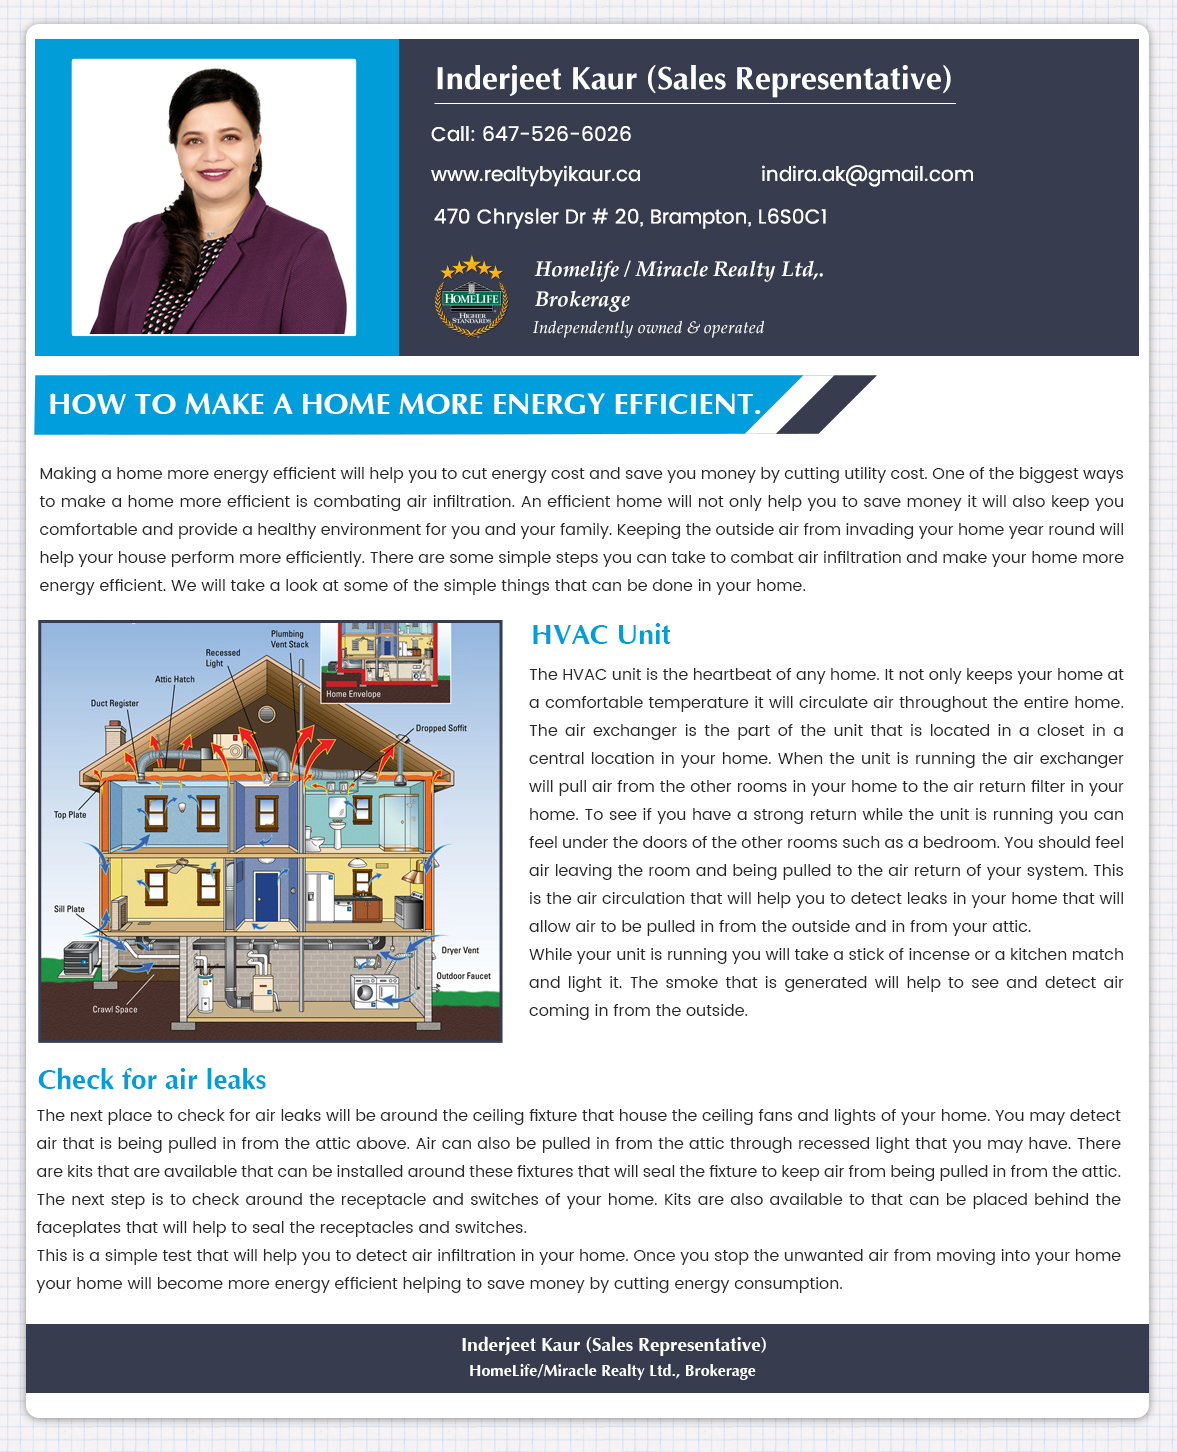 Inderjeet Kaur (Sales Representative)
Call: 647-526-6026
www.realtybyikaur.ca indira.ak@gmail.com
470 Chrysler Dr # 20, Brampton, L6S0C1
HOMELIFE
HIGHER
STANDARDS
Homelife / Miracle Realty Ltd,.
Brokerage
Independently owned & operated
HOW TO MAKE A HOME MORE ENERGY EFFICIENT.
Making a home more energy efficient will help you to cut energy cost and save you money by cutting utility cost. One of the biggest ways
to make a home more efficient is combating air infiltration. An efficient home will not only help you to save money it will also keep you
comfortable and provide a healthy environment for you and your family. Keeping the outside air from invading your home year round will
help your house perform more efficiently. There are some simple steps you can take to combat air infiltration and make your home more
energy efficient. We will take a look at some of the simple things that can be done in your home.
Plumbing
Vent Stack
Recessed
Light
Attic Hatch
Duct Register
Home Envelope
Dropped Soffit
Top Plate
Sill Plate
Dryer Vent
Outdoor Faucet
Crawl Space
HVAC Unit
The HVAC unit is the heartbeat of any home. It not only keeps your home at
a comfortable temperature it will circulate air throughout the entire home.
The air exchanger is the part of the unit that is located in a closet in a
central location in your home. When the unit is running the air exchanger
will pull air from the other rooms in your home to the air return filter in your
home. To see if you have a strong return while the unit is running you can
feel under the doors of the other rooms such as a bedroom. You should feel
air leaving the room and being pulled to the air return of your system. This
is the air circulation that will help you to detect leaks in your home that will
allow air to be pulled in from the outside and in from your attic.
While your unit is running you will take a stick of incense or a kitchen match
and light it. The smoke that is generated will help to see and detect air
coming in from the outside.
Check for air leaks
The next place to check for air leaks will be around the ceiling fixture that house the ceiling fans and lights of your home. You may detect
air that is being pulled in from the attic above. Air can also be pulled in from the attic through recessed light that you may have. There
are kits that are available that can be installed around these fixtures that will seal the fixture to keep air from being pulled in from the attic.
The next step is to check around the receptacle and switches of your home. Kits are also available to that can be placed behind the
faceplates that will help to seal the receptacles and switches.
This is a simple test that will help you to detect air infiltration in your home. Once you stop the unwanted air from moving into your home
your home will become more energy efficient helping to save money by cutting energy consumption.
Inderjeet Kaur (Sales Representative)
HomeLife/Miracle Realty Ltd., Brokerage